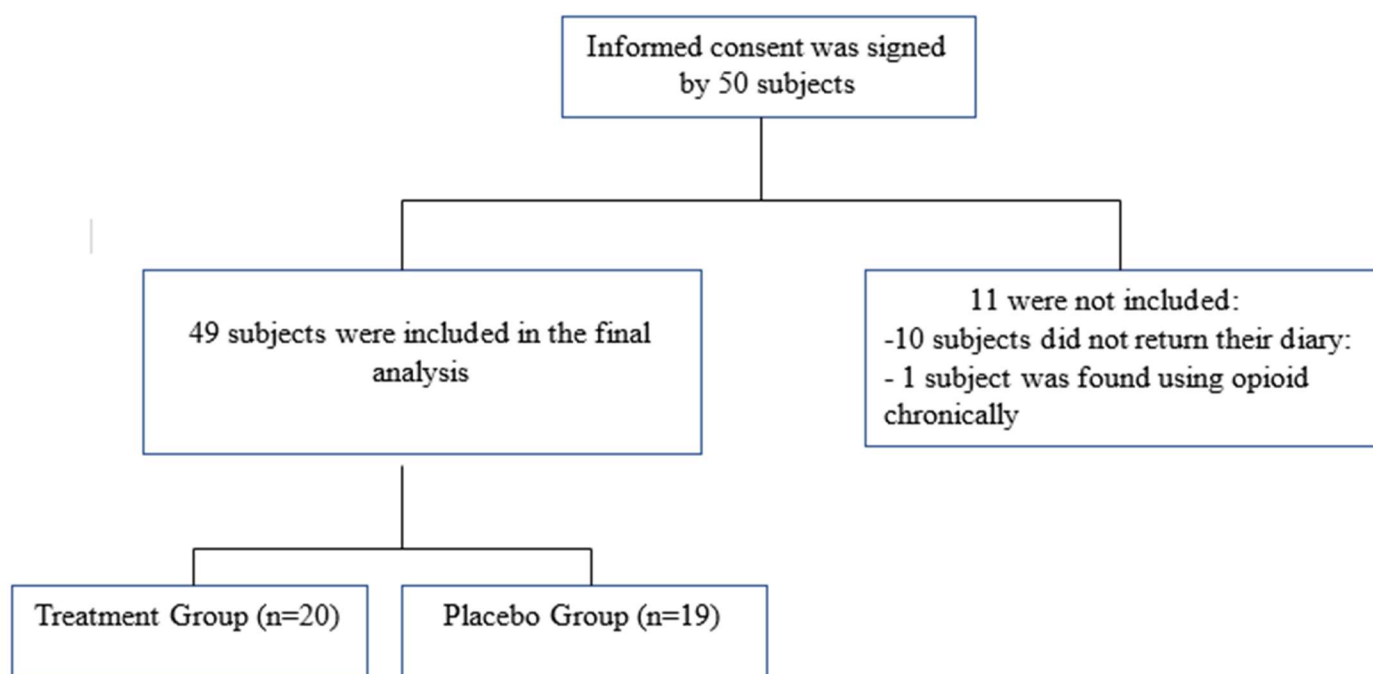 Informed consent was signed
by 50 subjects
49 subjects were included in the final
analysis
11 were not included:
-10 subjects did not return their diary:
- 1 subject was found using opioid
chronically
Treatment Group (n=20)
Placebo Group (n=19)